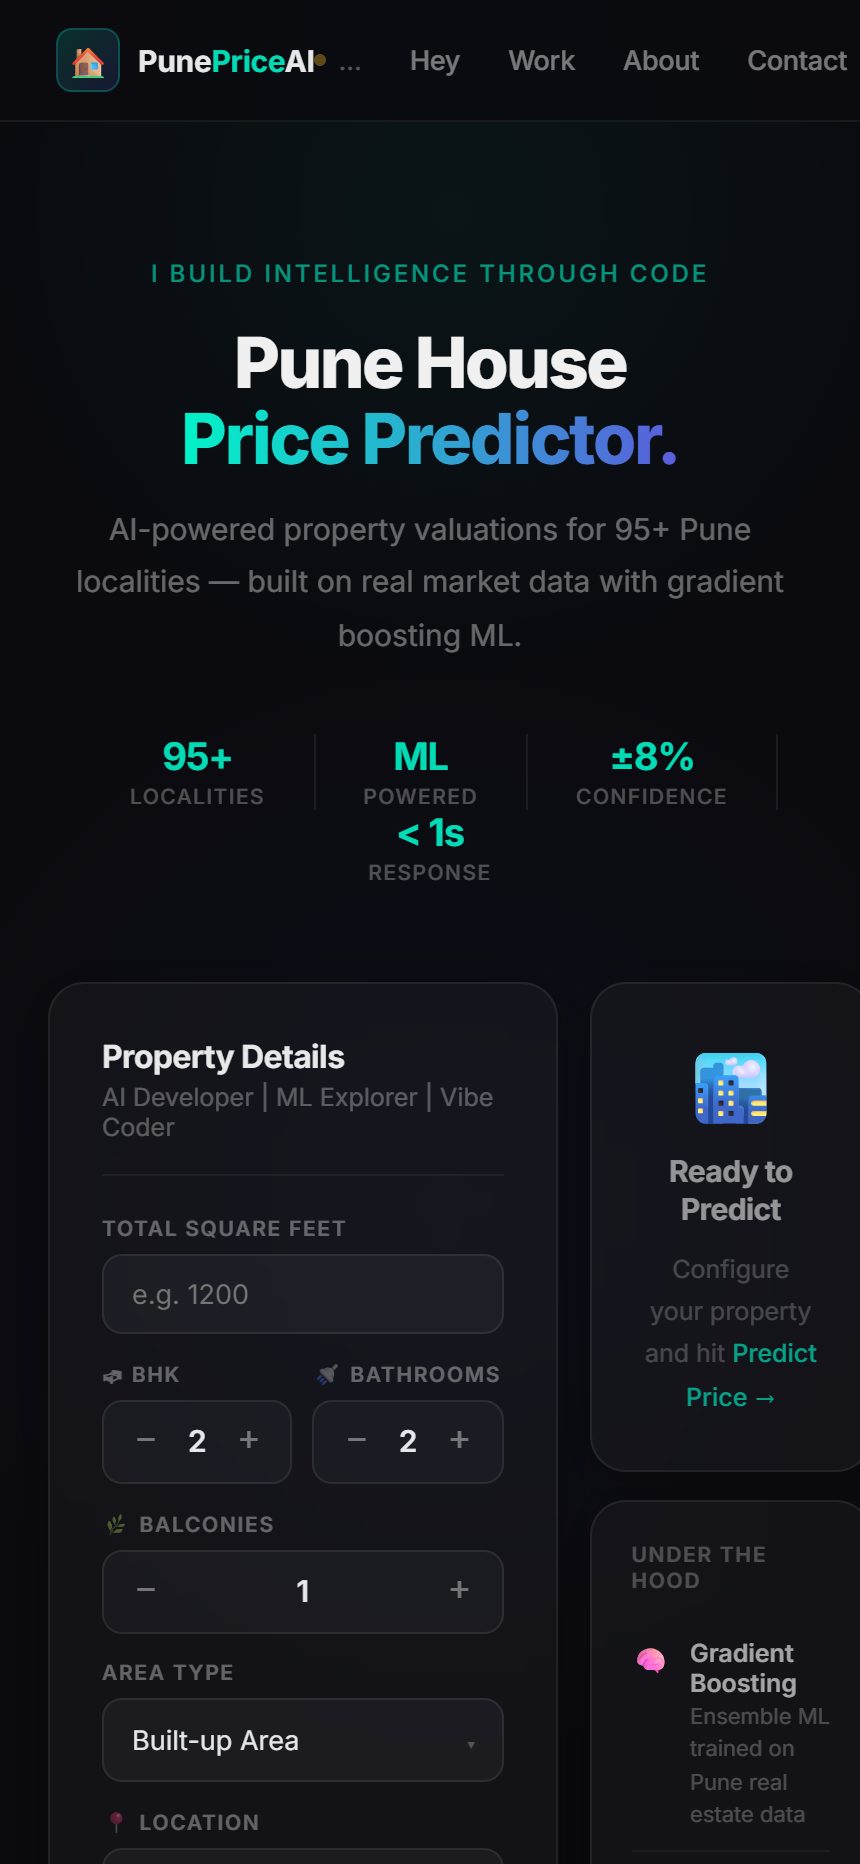 PunePriceAI ... Hey Work About Contact
I BUILD INTELLIGENCE THROUGH CODE
Pune House
Price Predictor.
AI-powered property valuations for 95+ Pune
localities — built on real market data with gradient
boosting ML.
95+ ML ±8%
LOCALITIES POWERED CONFIDENCE
< 1s
RESPONSE
Property Details
AI Developer | ML Explorer | Vibe
Coder
TOTAL SQUARE FEET
e.g. 1200
BHK BATHROOMS
− 2 + − 2 +
BALCONIES
− 1 +
AREA TYPE
Built-up Area
LOCATION
Ready to
Predict
Configure
your property
and hit Predict
Price →
UNDER THE
HOOD
Gradient
Boosting
Ensemble ML
trained on
Pune real
estate data